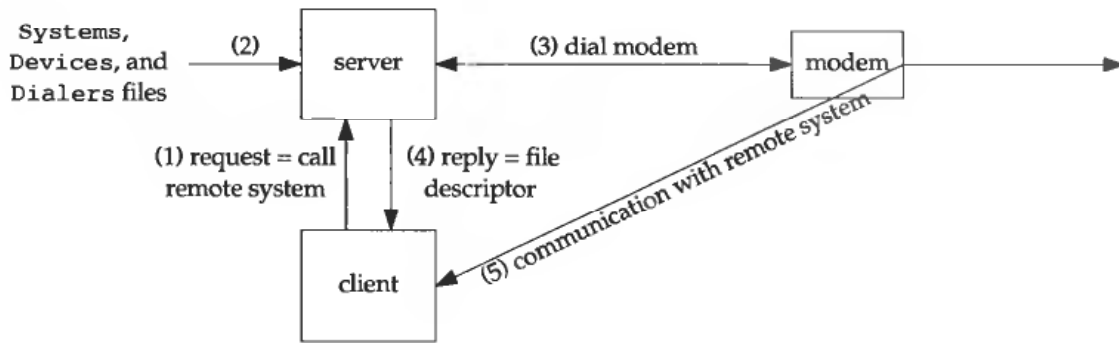 Systems,
Devices, and
Dialers files
(2)
server
(3) dial modem
modem
(1) request = call
remote system
(4) reply = file
descriptor
(5) communication with remote system
client